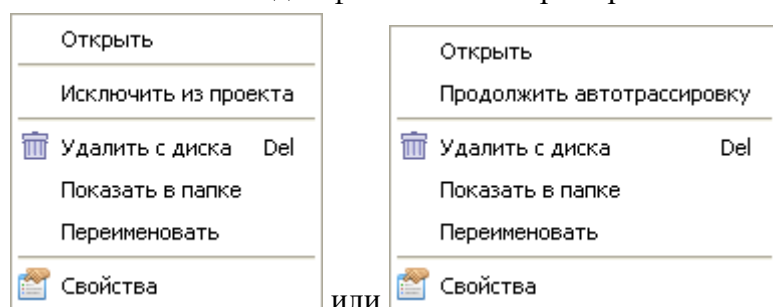 Открыть
Исключить из проекта
Удалить с диска Del
Показать в папке
Переименовать
Свойства
или
Открыть
Продолжить автотрассировку
Удалить с диска Del
Показать в папке
Переименовать
Свойства